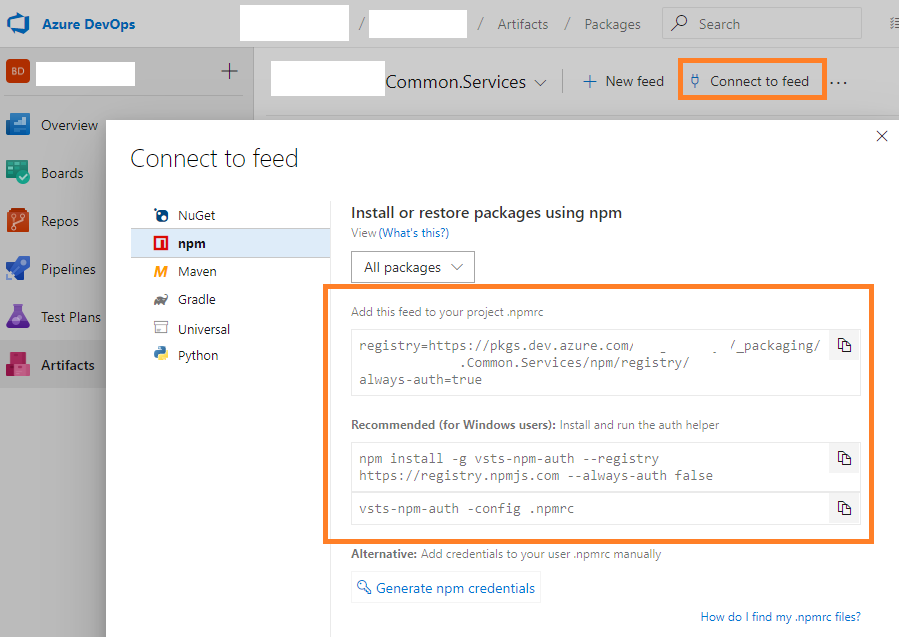 Azure DevOps / / Artifacts / Packages Search
BD
Common.Services New feed Connect to feed ...
Overview
Boards
Repos
Pipelines
Test Plans
Artifacts
Connect to feed
NuGet
npm
Maven
Gradle
Universal
Python
Install or restore packages using npm
View (What's this?)
All packages
Add this feed to your project .npmrc
registry=https://pkgs.dev.azure.com/ /_packaging/
.Common.Services/npm/registry/
always-auth=true
Recommended (for Windows users): Install and run the auth helper
npm install -g vsts-npm-auth --registry
https://registry.npmjs.com --always-auth false
vsts-npm-auth -config .npmrc
Alternative: Add credentials to your user .npmrc manually
Generate npm credentials
How do I find my .npmrc files?